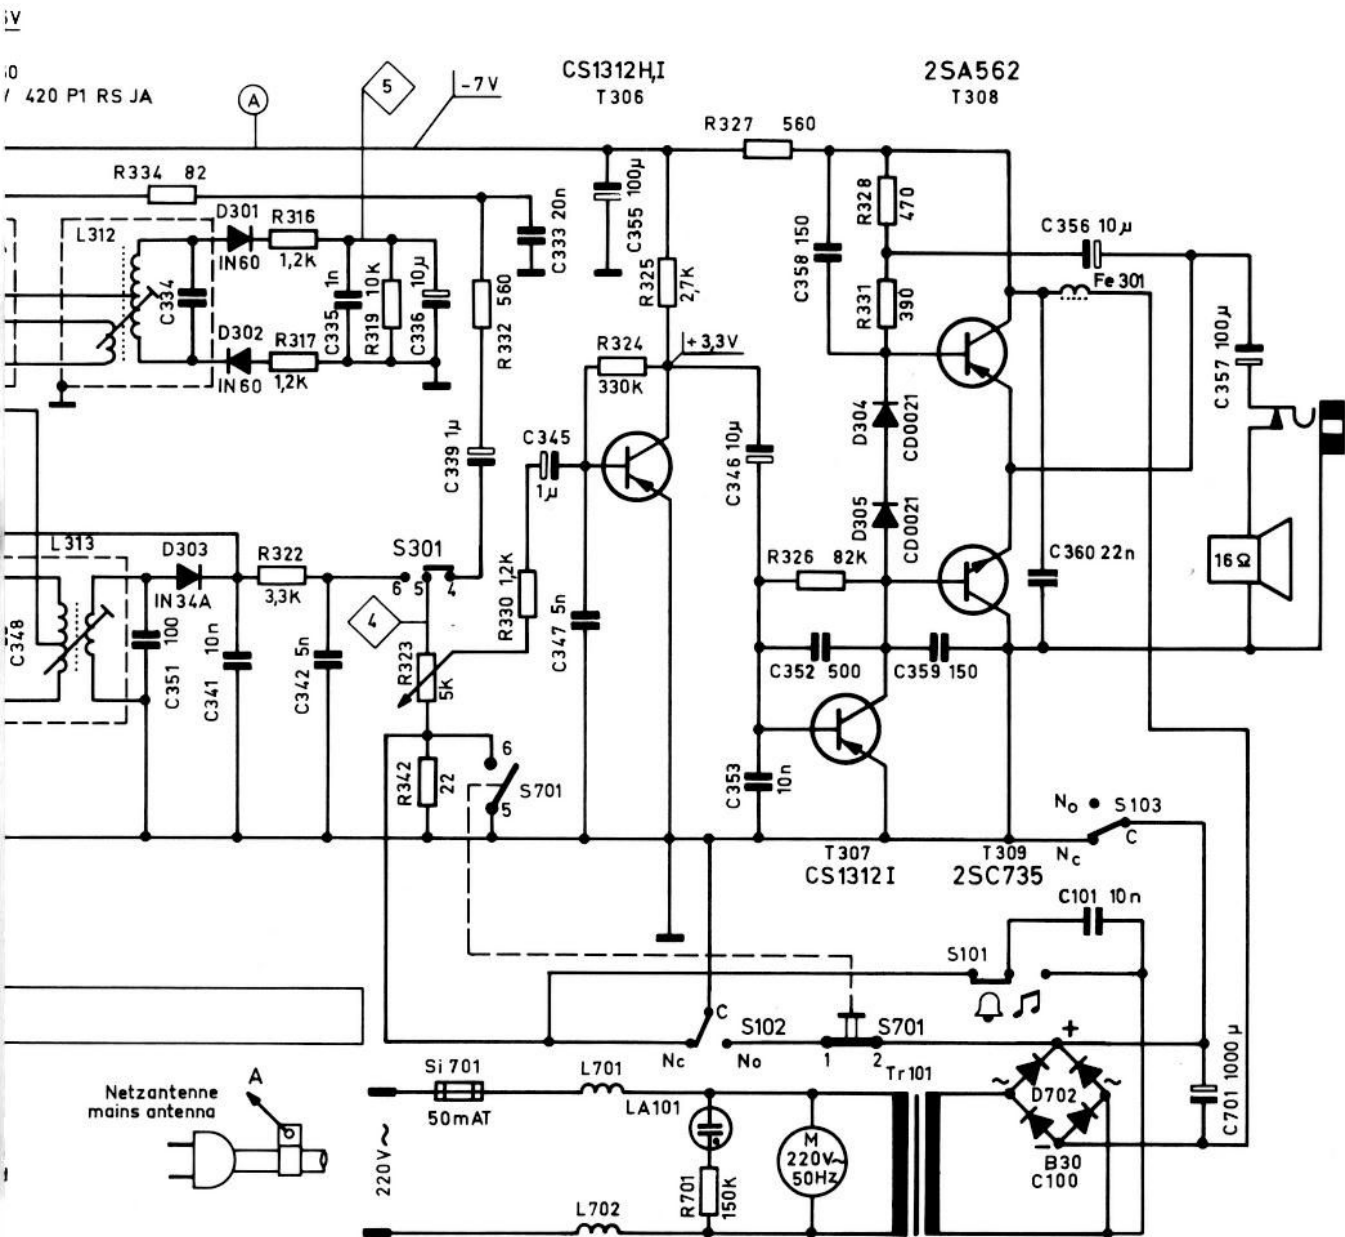 420 P1 RS JA
A
5
-7V
CS1312H,I
T306
2SA562
T308
R327 560
R334 82
L312
D301
IN60
R316
1,2K
C334
D302
IN60
R317
1,2K
C335 1n
R319 10K
C336 10µ
R332 560
C333 20n
C355 100µ
R325
2,7K
+3,3V
C358 150
R328
470
R331
390
C356 10µ
Fe301
C357 100µ
R324
330K
C339 1µ
C345
1µ
C346 10µ
D304
CD0021
D305
CD0021
L313
D303
IN34A
R322
3,3K
S301
6 5 4
4
R330 1,2K
C347 5n
R326 82K
C360 22n
16Ω
C348
C351 100
C341 10n
C342 5n
R323
5K
C352 500
C359 150
R342
22
6
S701
5
C353 10n
No
S103
Nc
C
T307
CS1312I
T309
2SC735
C101 10n
S101
C
S102
Nc
No
S701
1 2
+
Tr101
~ ~
D702
−
B30
C100
C701 1000µ
Netzantenne
mains antenna
A
220V~
Si 701
50mAT
L701
LA101
R701
150K
M
220V~
50Hz
L702